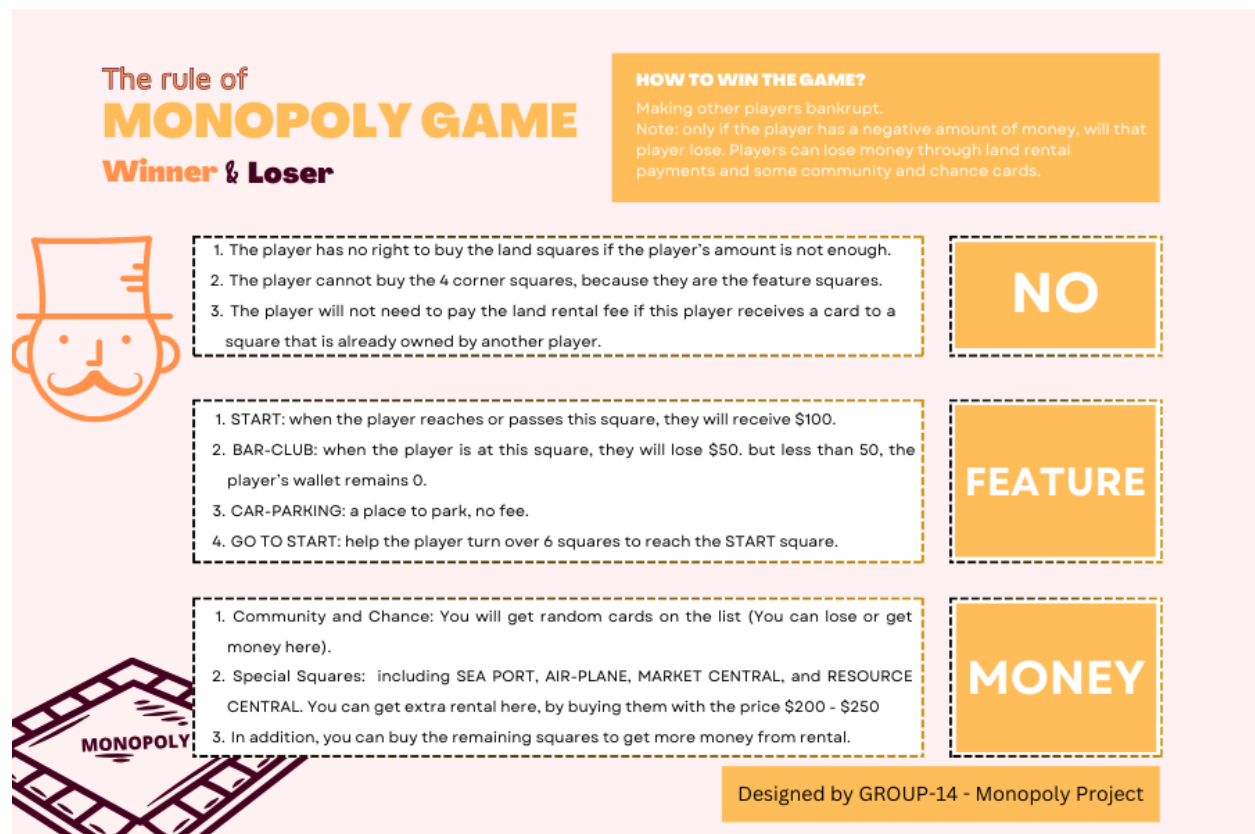 The rule of
MONOPOLY GAME
Winner & Loser
HOW TO WIN THE GAME?
Making other players bankrupt.
Note: only if the player has a negative amount of money, will that
player lose. Players can lose money through land rental
payments and some community and chance cards.
1. The player has no right to buy the land squares if the player's amount is not enough.
2. The player cannot buy the 4 corner squares, because they are the feature squares.
3. The player will not need to pay the land rental fee if this player receives a card to a
square that is already owned by another player.
NO
1. START: when the player reaches or passes this square, they will receive $100.
2. BAR-CLUB: when the player is at this square, they will lose $50. but less than 50, the
player's wallet remains 0.
3. CAR-PARKING: a place to park, no fee.
4. GO TO START: help the player turn over 6 squares to reach the START square.
FEATURE
1. Community and Chance: You will get random cards on the list (You can lose or get
money here).
2. Special Squares: including SEA PORT, AIR-PLANE, MARKET CENTRAL, and RESOURCE
CENTRAL. You can get extra rental here, by buying them with the price $200 - $250
3. In addition, you can buy the remaining squares to get more money from rental.
MONEY
MONOPOLY
Designed by GROUP-14 - Monopoly Project